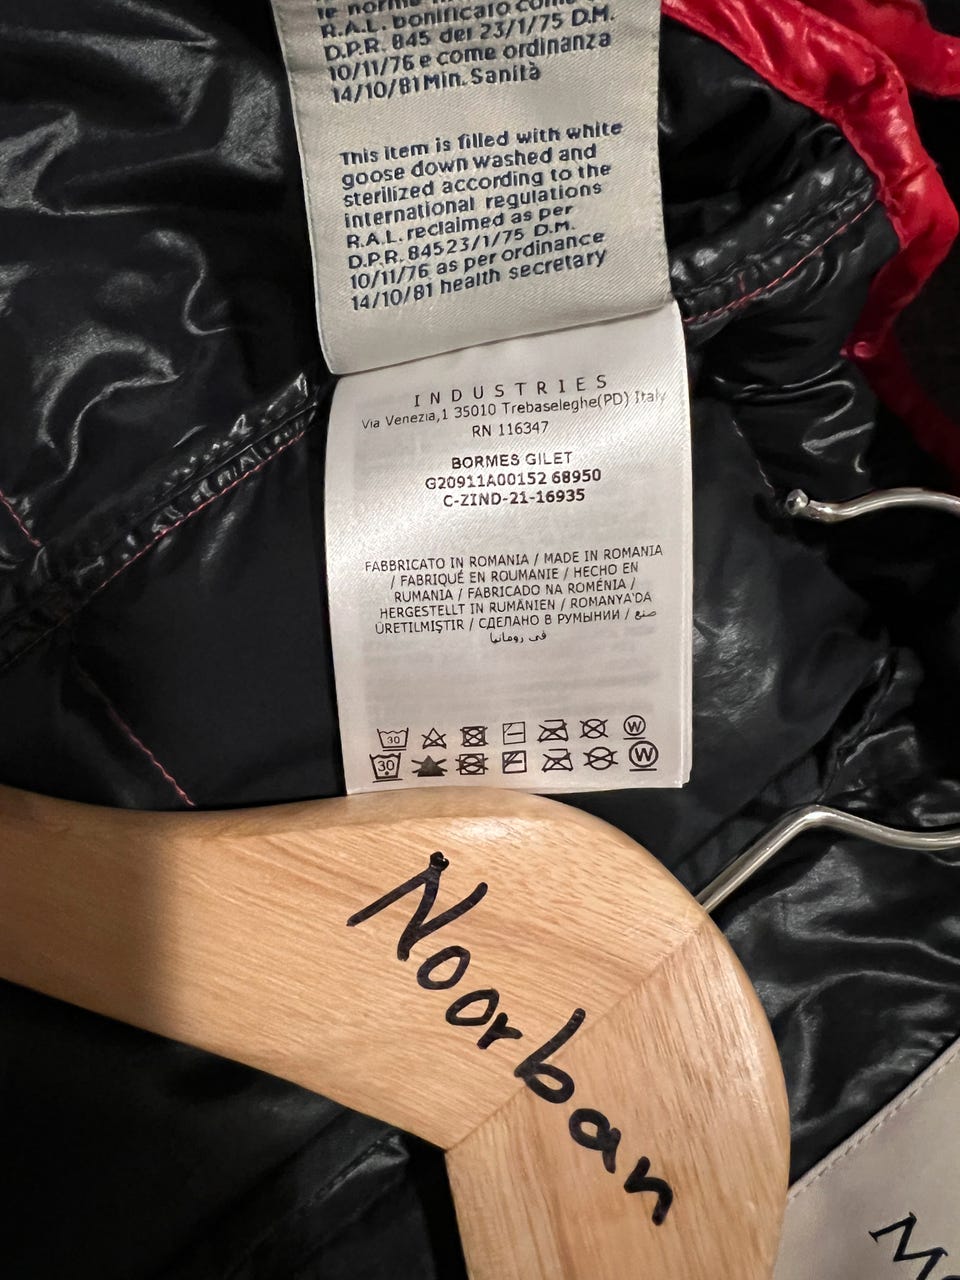 R.A.L. bonificato come
D.P.R. 845 del 23/1/75 D.M.
10/11/76 e come ordinanza
14/10/81 Min. Sanità
This item is filled with white
goose down washed and
sterilized according to the
international regulations
R.A.L. reclaimed as per
D.P.R. 845 23/1/75 D.M.
10/11/76 as per ordinance
14/10/81 health secretary
INDUSTRIES
Via Venezia,1 35010 Trebaseleghe(PD) Italy
RN 116347
BORMES GILET
G20911A00152 68950
C-ZIND-21-16935
FABBRICATO IN ROMANIA / MADE IN ROMANIA
/ FABRIQUÉ EN ROUMANIE / HECHO EN
RUMANIA / FABRICADO NA ROMÉNIA /
HERGESTELLT IN RUMÄNIEN / ROMANYA'DA
ÜRETILMIŞTIR / СДЕЛАНО В РУМЫНИИ / صنع
في رومانيا
30 W
30 W
Noorban